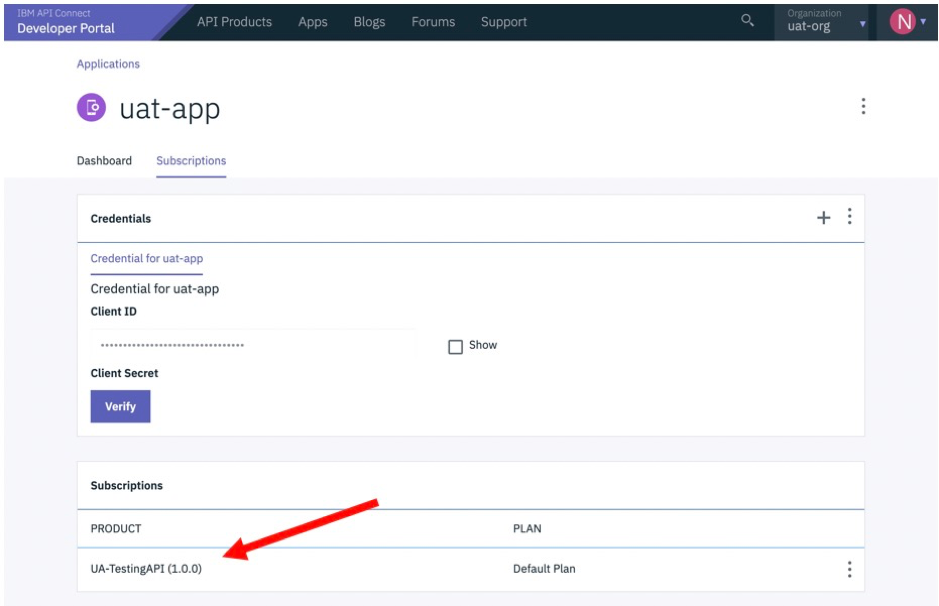 IBM API Connect
Developer Portal
API Products Apps Blogs Forums Support
Organization
uat-org
N
Applications
uat-app
Dashboard Subscriptions
Credentials
Credential for uat-app
Credential for uat-app
Client ID
••••••••••••••••••••••••••••••••
Show
Client Secret
Verify
Subscriptions
PRODUCT PLAN
UA-TestingAPI (1.0.0) Default Plan